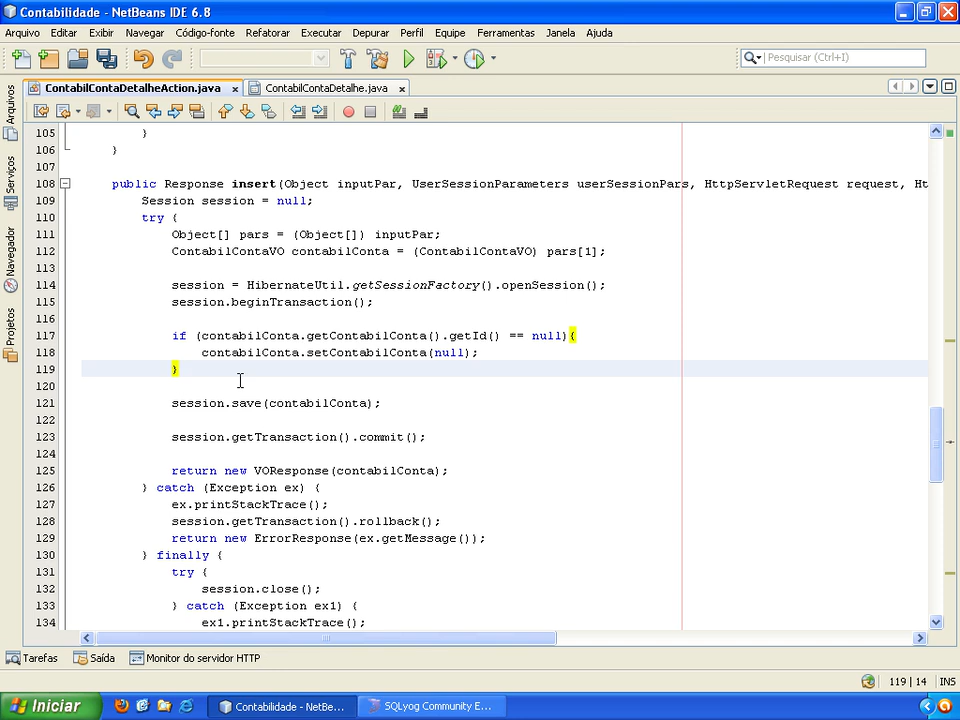 Contabilidade - NetBeans IDE 6.8
Arquivo Editar Exibir Navegar Código-fonte Refatorar Executar Depurar Perfil Equipe Ferramentas Janela Ajuda
Pesquisar (Ctrl+I)
ContabilContaDetalheAction.java ContabilContaDetalhe.java
Arquivos
Serviços
Navegador
Projetos
105 }
106 }
107
108 public Response insert(Object inputPar, UserSessionParameters userSessionPars, HttpServletRequest request, Ht
109 Session session = null;
110 try {
111 Object[] pars = (Object[]) inputPar;
112 ContabilContaVO contabilConta = (ContabilContaVO) pars[1];
113
114 session = HibernateUtil.getSessionFactory().openSession();
115 session.beginTransaction();
116
117 if (contabilConta.getContabilConta().getId() == null){
118 contabilConta.setContabilConta(null);
119 }
120
121 session.save(contabilConta);
122
123 session.getTransaction().commit();
124
125 return new VOResponse(contabilConta);
126 } catch (Exception ex) {
127 ex.printStackTrace();
128 session.getTransaction().rollback();
129 return new ErrorResponse(ex.getMessage());
130 } finally {
131 try {
132 session.close();
133 } catch (Exception ex1) {
134 ex1.printStackTrace();
Tarefas Saída Monitor do servidor HTTP
119 | 14 INS
Iniciar Contabilidade - NetBe... SQLyog Community E...